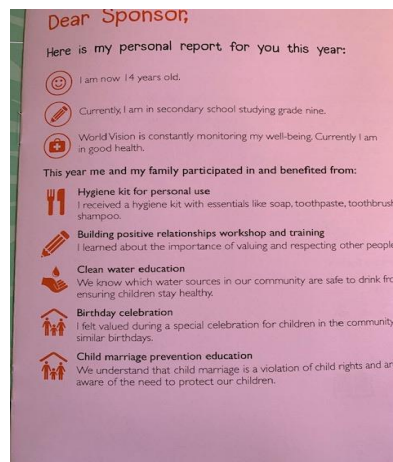 Dear Sponsor,
Here is my personal report for you this year:
I am now 14 years old.
Currently, I am in secondary school studying grade nine.
World Vision is constantly monitoring my well-being. Currently I am
in good health.
This year me and my family participated in and benefited from:
Hygiene kit for personal use
I received a hygiene kit with essentials like soap, toothpaste, toothbrush
shampoo.
Building positive relationships workshop and training
I learned about the importance of valuing and respecting other people
Clean water education
We know which water sources in our community are safe to drink
ensuring children stay healthy.
Birthday celebration
I felt valued during a special celebration for children in the community
similar birthdays.
Child marriage prevention education
We understand that child marriage is a violation of child rights and
aware of the need to protect our children.